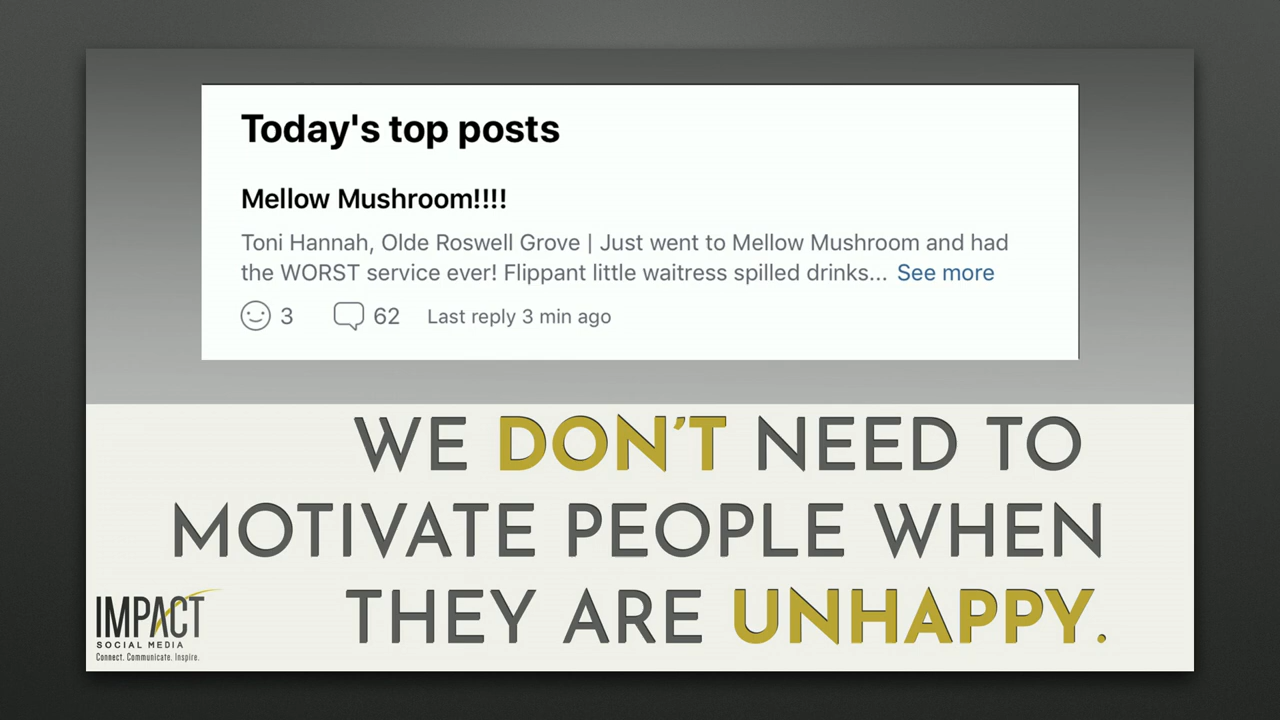 Today's top posts
Mellow Mushroom!!!!
Toni Hannah, Olde Roswell Grove | Just went to Mellow Mushroom and had
the WORST service ever! Flippant little waitress spilled drinks... See more
3 62 Last reply 3 min ago
WE DON'T NEED TO
MOTIVATE PEOPLE WHEN
THEY ARE UNHAPPY.
IMPACT
SOCIAL MEDIA
Connect. Communicate. Inspire.